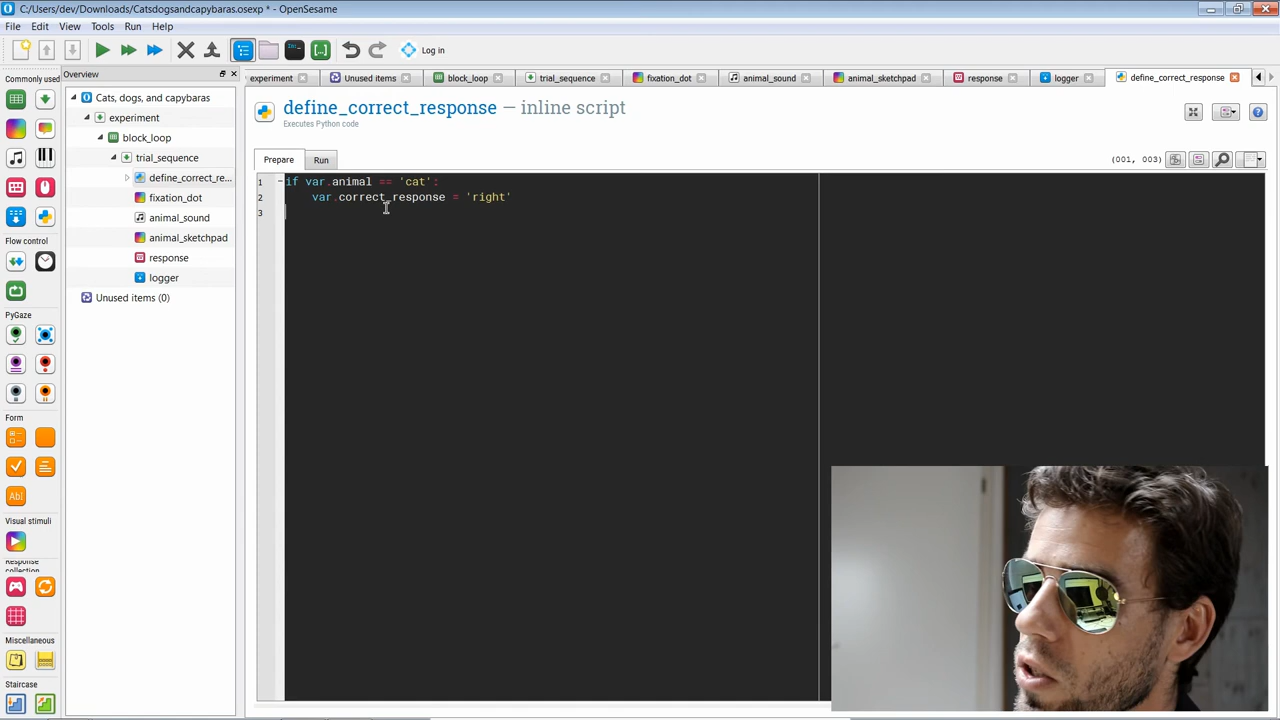 C:/Users/dev/Downloads/Catsdogsandcapybaras.osexp * - OpenSesame
File Edit View Tools Run Help
Log in
Commonly used
Overview
experiment
Unused items
block_loop
trial_sequence
fixation_dot
animal_sound
animal_sketchpad
response
logger
define_correct_response
Cats, dogs, and capybaras
experiment
block_loop
trial_sequence
define_correct_re...
fixation_dot
animal_sound
animal_sketchpad
response
logger
Unused items (0)
Flow control
PyGaze
Form
Ab|
Visual stimuli
Response
collection
Miscellaneous
Staircase
define_correct_response — inline script
Executes Python code
Prepare Run
(001, 003)
1 if var.animal == 'cat':
2 var.correct_response = 'right'
3